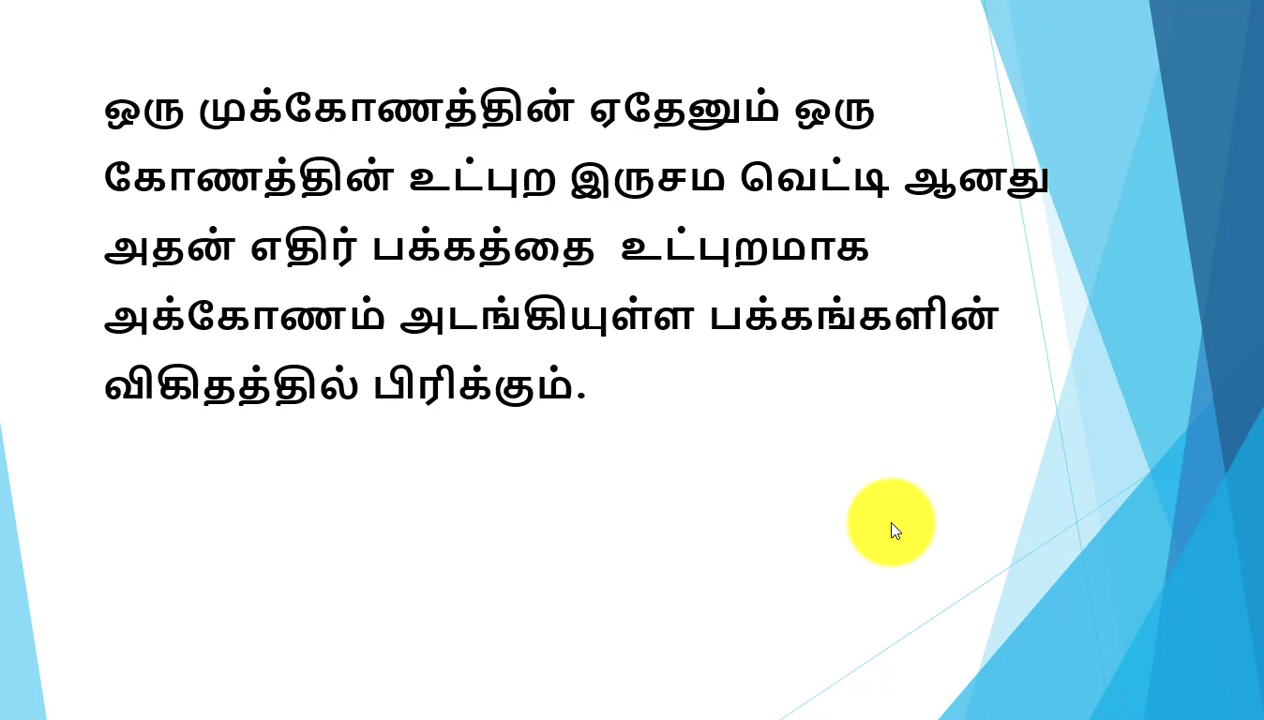 ஒரு முக்கோணத்தின் ஏதேனும் ஒரு
கோணத்தின் உட்புற இருசம வெட்டி ஆனது
அதன் எதிர் பக்கத்தை உட்புறமாக
அக்கோணம் அடங்கியுள்ள பக்கங்களின்
விகிதத்தில் பிரிக்கும்.